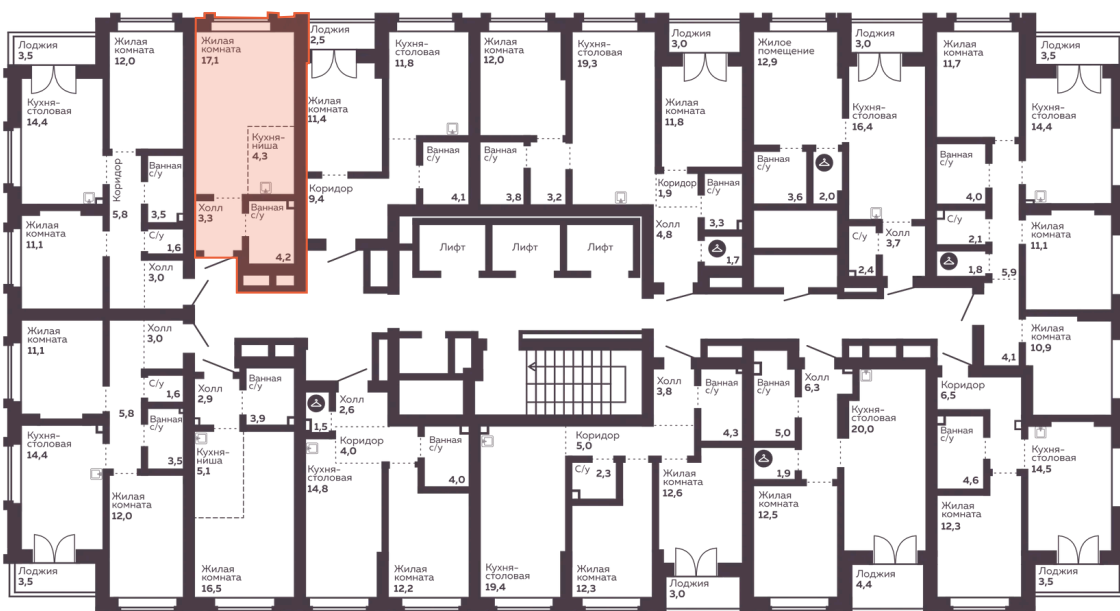 Лоджия
3,5
Жилая
комната
12,0
Жилая
комната
17,1
Лоджия
2,5
Кухня-
столовая
11,8
Жилая
комната
12,0
Кухня-
столовая
19,3
Лоджия
3,0
Жилое
помещение
12,9
Лоджия
3,0
Жилая
комната
11,7
Лоджия
3,5
Кухня-
столовая
14,4
Жилая
комната
11,4
Жилая
комната
11,8
Кухня-
столовая
16,4
Кухня-
столовая
14,4
Кухня-
ниша
4,3
Коридор
5,8
Ванная
с/у
3,5
Холл
3,3
Ванная
с/у
4,2
Коридор
9,4
Ванная
с/у
4,1
Ванная
с/у
3,8
3,2
Коридор
1,9
Ванная
с/у
3,3
Холл
4,8
1,7
Ванная
с/у
3,6
2,0
Ванная
с/у
4,0
С/у
2,1
1,8
5,9
Жилая
комната
11,1
С/у
1,6
Холл
3,0
Лифт
Лифт
Лифт
С/у
2,4
Холл
3,7
Жилая
комната
11,1
Жилая
комната
11,1
Холл
3,0
С/у
1,6
5,8
Ванная
с/у
3,5
Холл
2,9
Ванная
с/у
3,9
1,5
Холл
2,6
Коридор
4,0
Ванная
с/у
4,0
Коридор
5,0
С/у
2,3
Холл
3,8
Ванная
с/у
4,3
Ванная
с/у
5,0
Холл
6,3
1,9
Кухня-
столовая
20,0
Коридор
6,5
4,1
Жилая
комната
10,9
Ванная
с/у
4,6
Кухня-
столовая
14,5
Кухня-
столовая
14,4
Кухня-
ниша
5,1
Кухня-
столовая
14,8
Жилая
комната
12,6
Жилая
комната
12,5
Жилая
комната
12,3
Жилая
комната
12,0
Лоджия
3,5
Жилая
комната
16,5
Жилая
комната
12,2
Кухня-
столовая
19,4
Жилая
комната
12,3
Лоджия
3,0
Лоджия
4,4
Лоджия
3,5